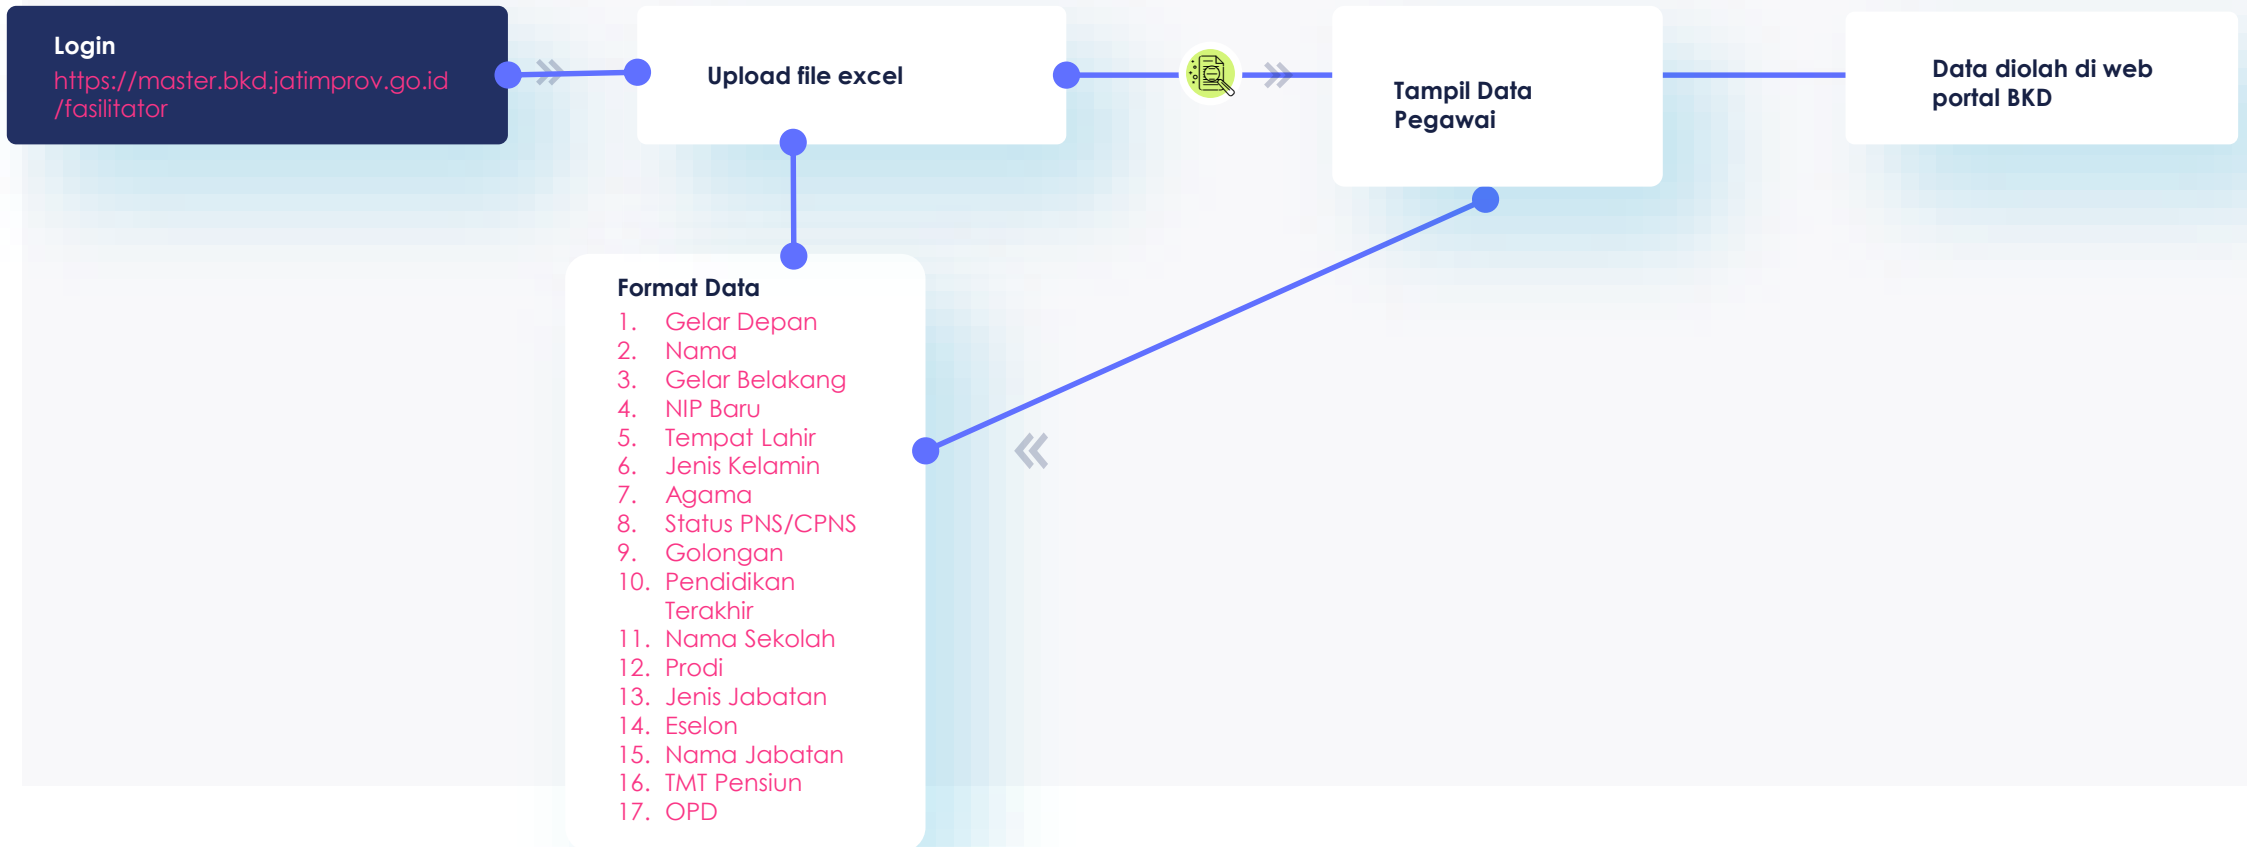 Login
https://master.bkd.jatimprov.go.id
/fasilitator
Upload file excel
Tampil Data
Pegawai
Data diolah di web
portal BKD
Format Data
1. Gelar Depan
2. Nama
3. Gelar Belakang
4. NIP Baru
5. Tempat Lahir
6. Jenis Kelamin
7. Agama
8. Status PNS/CPNS
9. Golongan
10. Pendidikan
Terakhir
11. Nama Sekolah
12. Prodi
13. Jenis Jabatan
14. Eselon
15. Nama Jabatan
16. TMT Pensiun
17. OPD